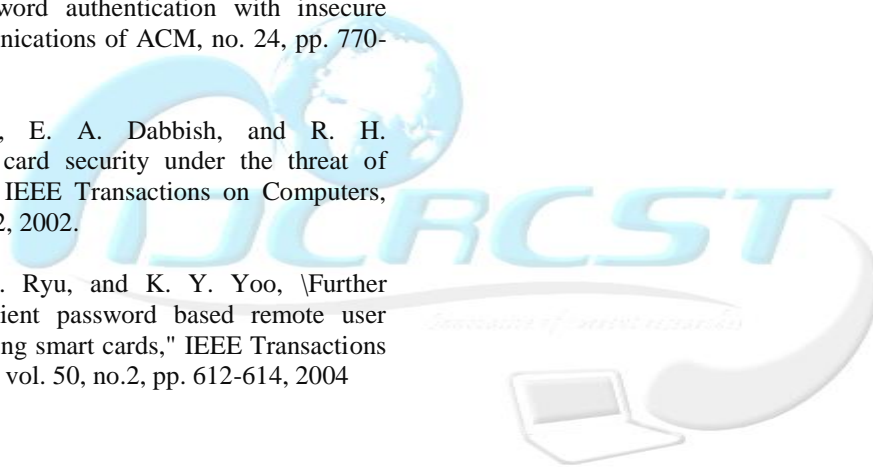 word authentication with insecure
nications of ACM, no. 24, pp. 770-
, E. A. Dabbish, and R. H.
card security under the threat of
IEEE Transactions on Computers,
2, 2002.
. Ryu, and K. Y. Yoo, \Further
ient password based remote user
ng smart cards," IEEE Transactions
vol. 50, no.2, pp. 612-614, 2004
IJCRCST